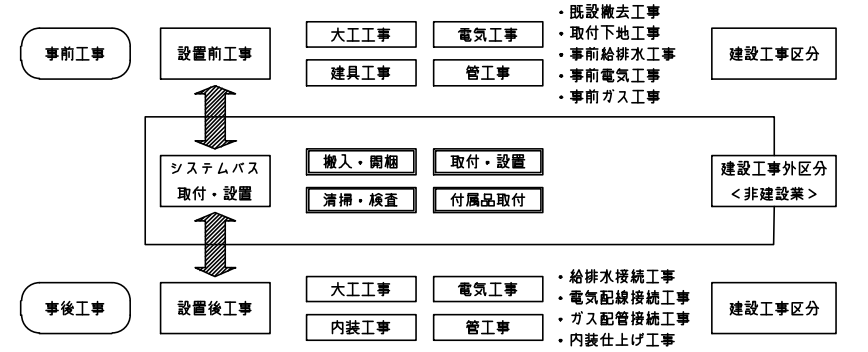 事前工事
設置前工事
大工工事
電気工事
建具工事
管工事
・既設撤去工事
・取付下地工事
・事前給排水工事
・事前電気工事
・事前ガス工事
建設工事区分
システムバス
取付・設置
搬入・開梱
取付・設置
清掃・検査
付属品取付
建設工事外区分
<非建設業>
事後工事
設置後工事
大工工事
電気工事
内装工事
管工事
・給排水接続工事
・電気配線接続工事
・ガス配管接続工事
・内装仕上げ工事
建設工事区分